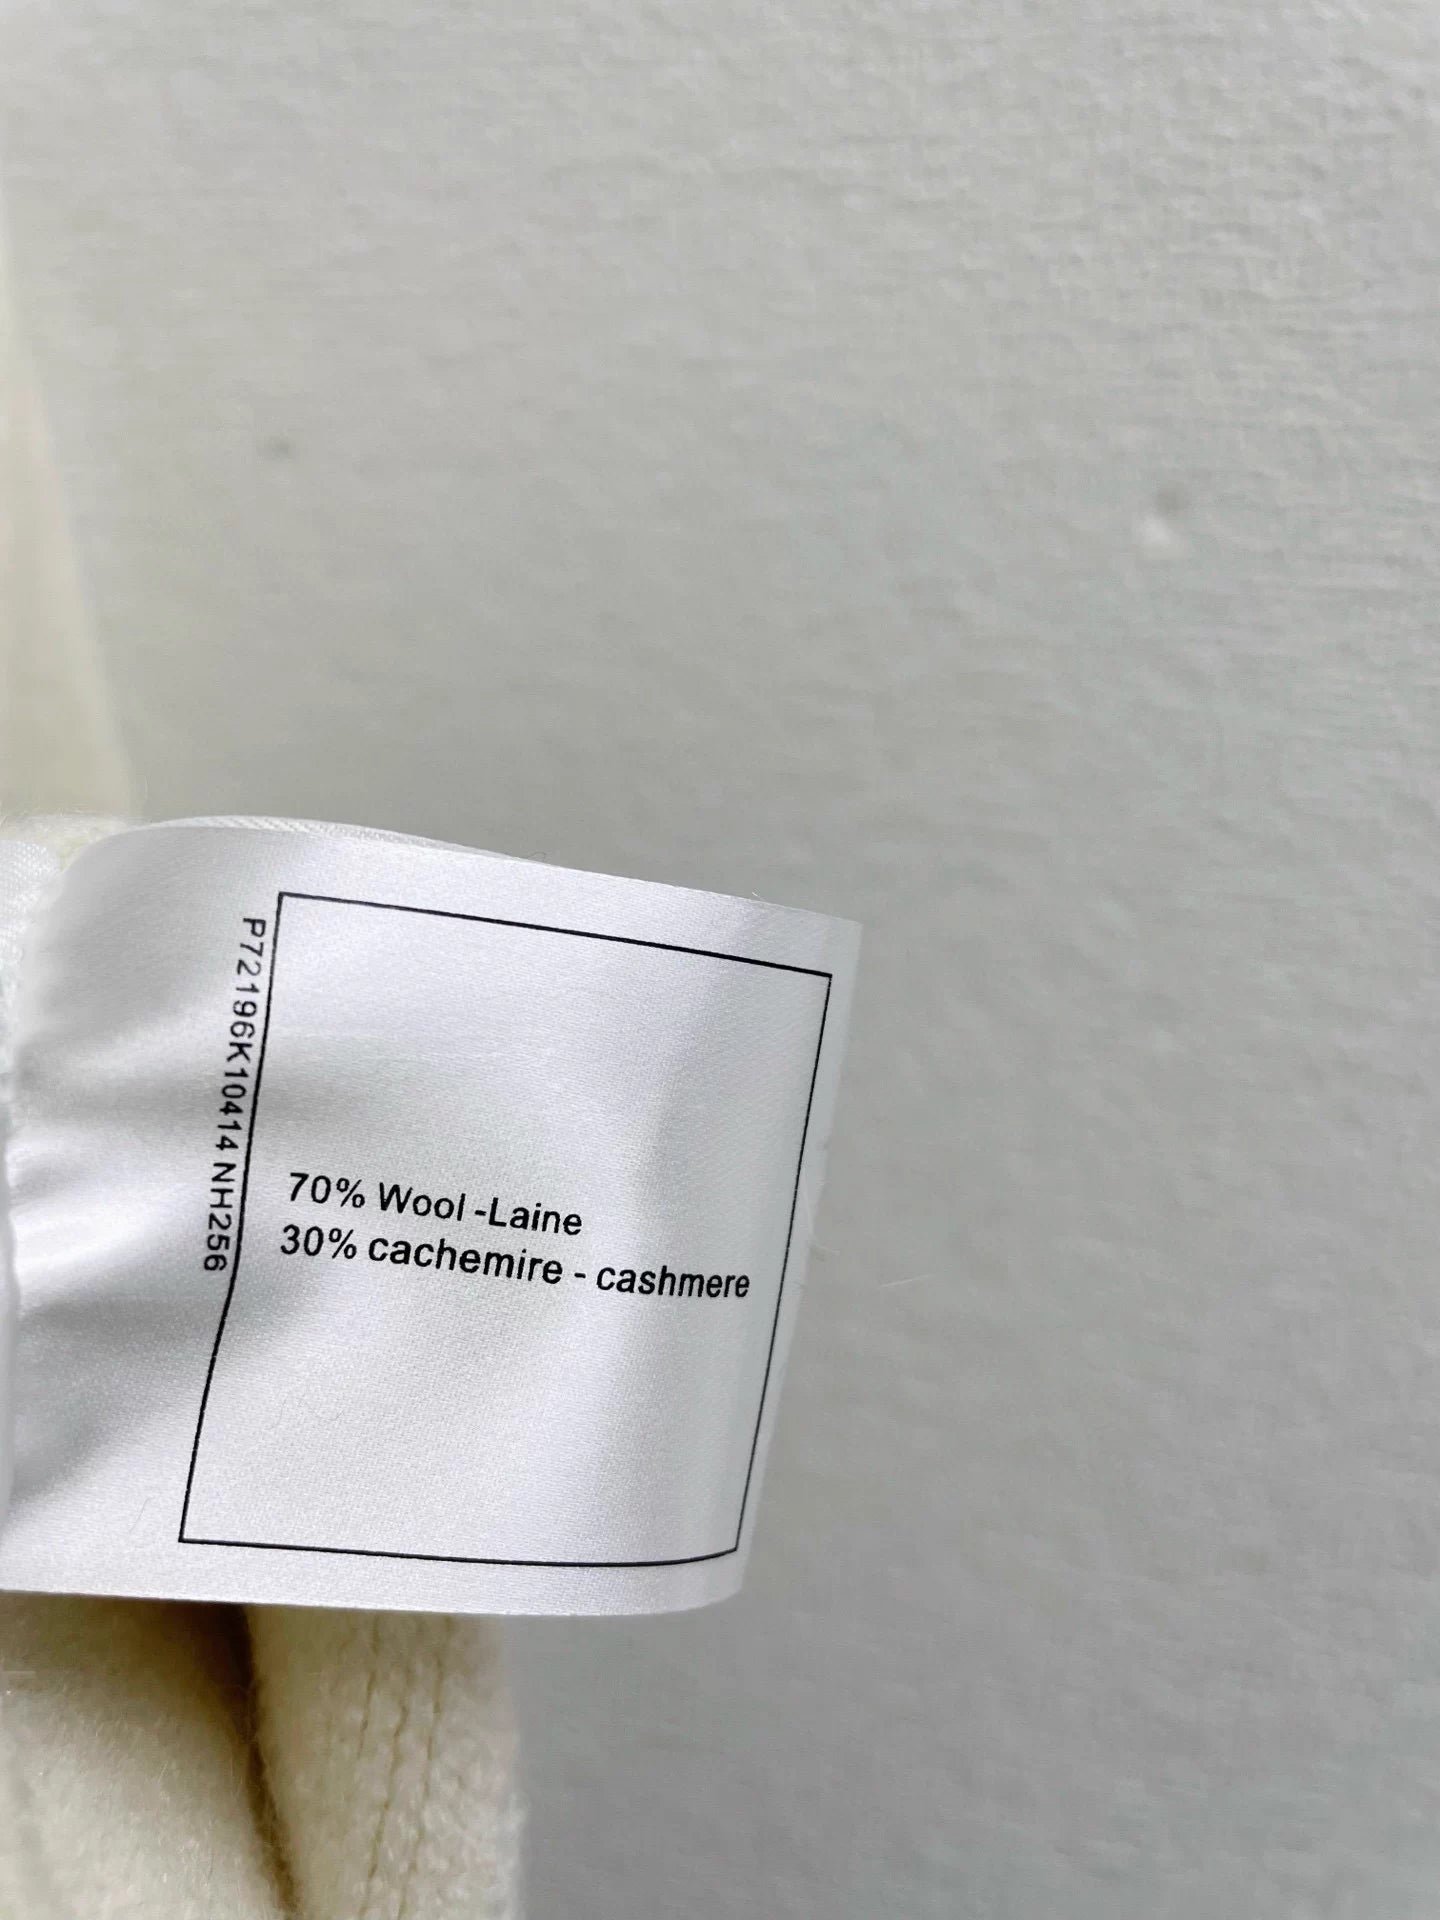 P72196K10414 NH256
70% Wool -Laine
30% cachemire - cashmere